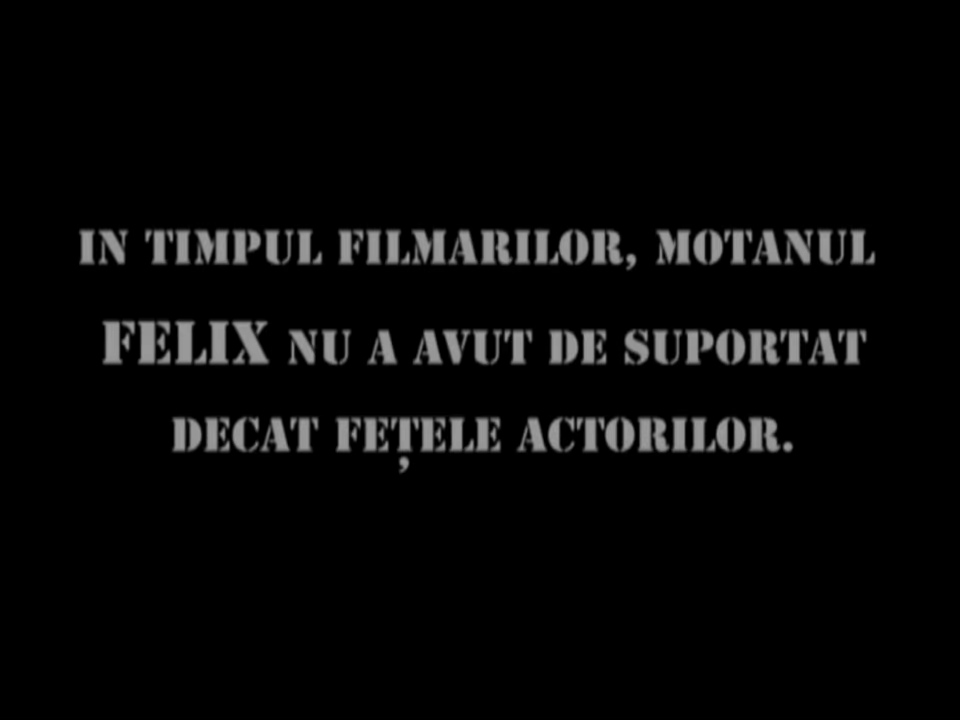 IN TIMPUL FILMARILOR, MOTANUL
FELIX NU A AVUT DE SUPORTAT
DECAT FEȚELE ACTORILOR.